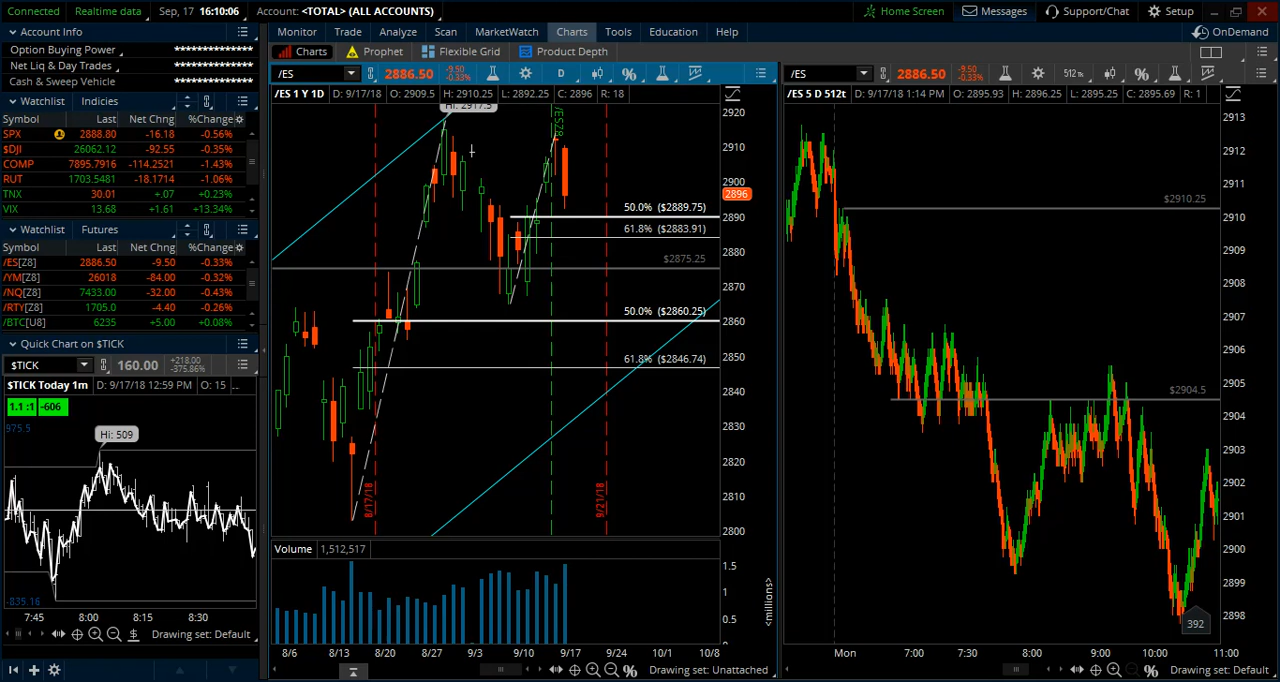 Connected Realtime data Sep, 17 16:10:06 Account: <TOTAL> (ALL ACCOUNTS) Home Screen Messages Support/Chat Setup
Account Info
Option Buying Power **************
Net Liq & Day Trades **************
Cash & Sweep Vehicle **************
Monitor Trade Analyze Scan MarketWatch Charts Tools Education Help OnDemand
Charts Prophet Flexible Grid Product Depth
Watchlist Indicies
Symbol Last Net Chng %Change
SPX 2888.80 -16.18 -0.56%
$DJI 26062.12 -92.55 -0.35%
COMP 7895.7916 -114.2521 -1.43%
RUT 1703.5481 -18.1714 -1.06%
TNX 30.01 +.07 +0.23%
VIX 13.68 +1.61 +13.34%
Watchlist Futures
Symbol Last Net Chng %Change
/ES[Z8] 2886.50 -9.50 -0.33%
/YM[Z8] 26018 -84.00 -0.32%
/NQ[Z8] 7433.00 -32.00 -0.43%
/RTY[Z8] 1705.0 -4.40 -0.26%
/BTC[U8] 6235 +5.00 +0.08%
Quick Chart on $TICK
$TICK 160.00 +218.00 -375.86%
$TICK Today 1m D: 9/17/18 12:59 PM O: 15 ...
1.1 :1 -606
975.5
Hi: 509
-835.16
7:45 8:00 8:15 8:30
Drawing set: Default
/ES 2886.50 -9.50 -0.33% D
/ES 1 Y 1D D: 9/17/18 O: 2909.5 H: 2910.25 L: 2892.25 C: 2896 R: 18
Hi: 2917.5
/ESZ8
2920
2910
2900
2896
2890
2880
2870
2860
2850
2840
2830
2820
2810
2800
50.0% ($2889.75)
61.8% ($2883.91)
$2875.25
50.0% ($2860.25)
61.8% ($2846.74)
8/17/18
9/21/18
Volume 1,512,517
1.5
1
0.5
<millions>
8/6 8/13 8/20 8/27 9/3 9/10 9/17 9/24 10/1 10/8
Drawing set: Unattached
/ES 2886.50 -9.50 -0.33% 512 tk
/ES 5 D 512t D: 9/17/18 1:14 PM O: 2895.93 H: 2896.25 L: 2895.25 C: 2895.69 R: 1
2913
2912
2911
2910
2909
2908
2907
2906
2905
2904
2903
2902
2901
2900
2899
2898
$2910.25
$2904.5
392
Mon 7:00 7:30 8:00 9:00 10:00 11:00
Drawing set: Default